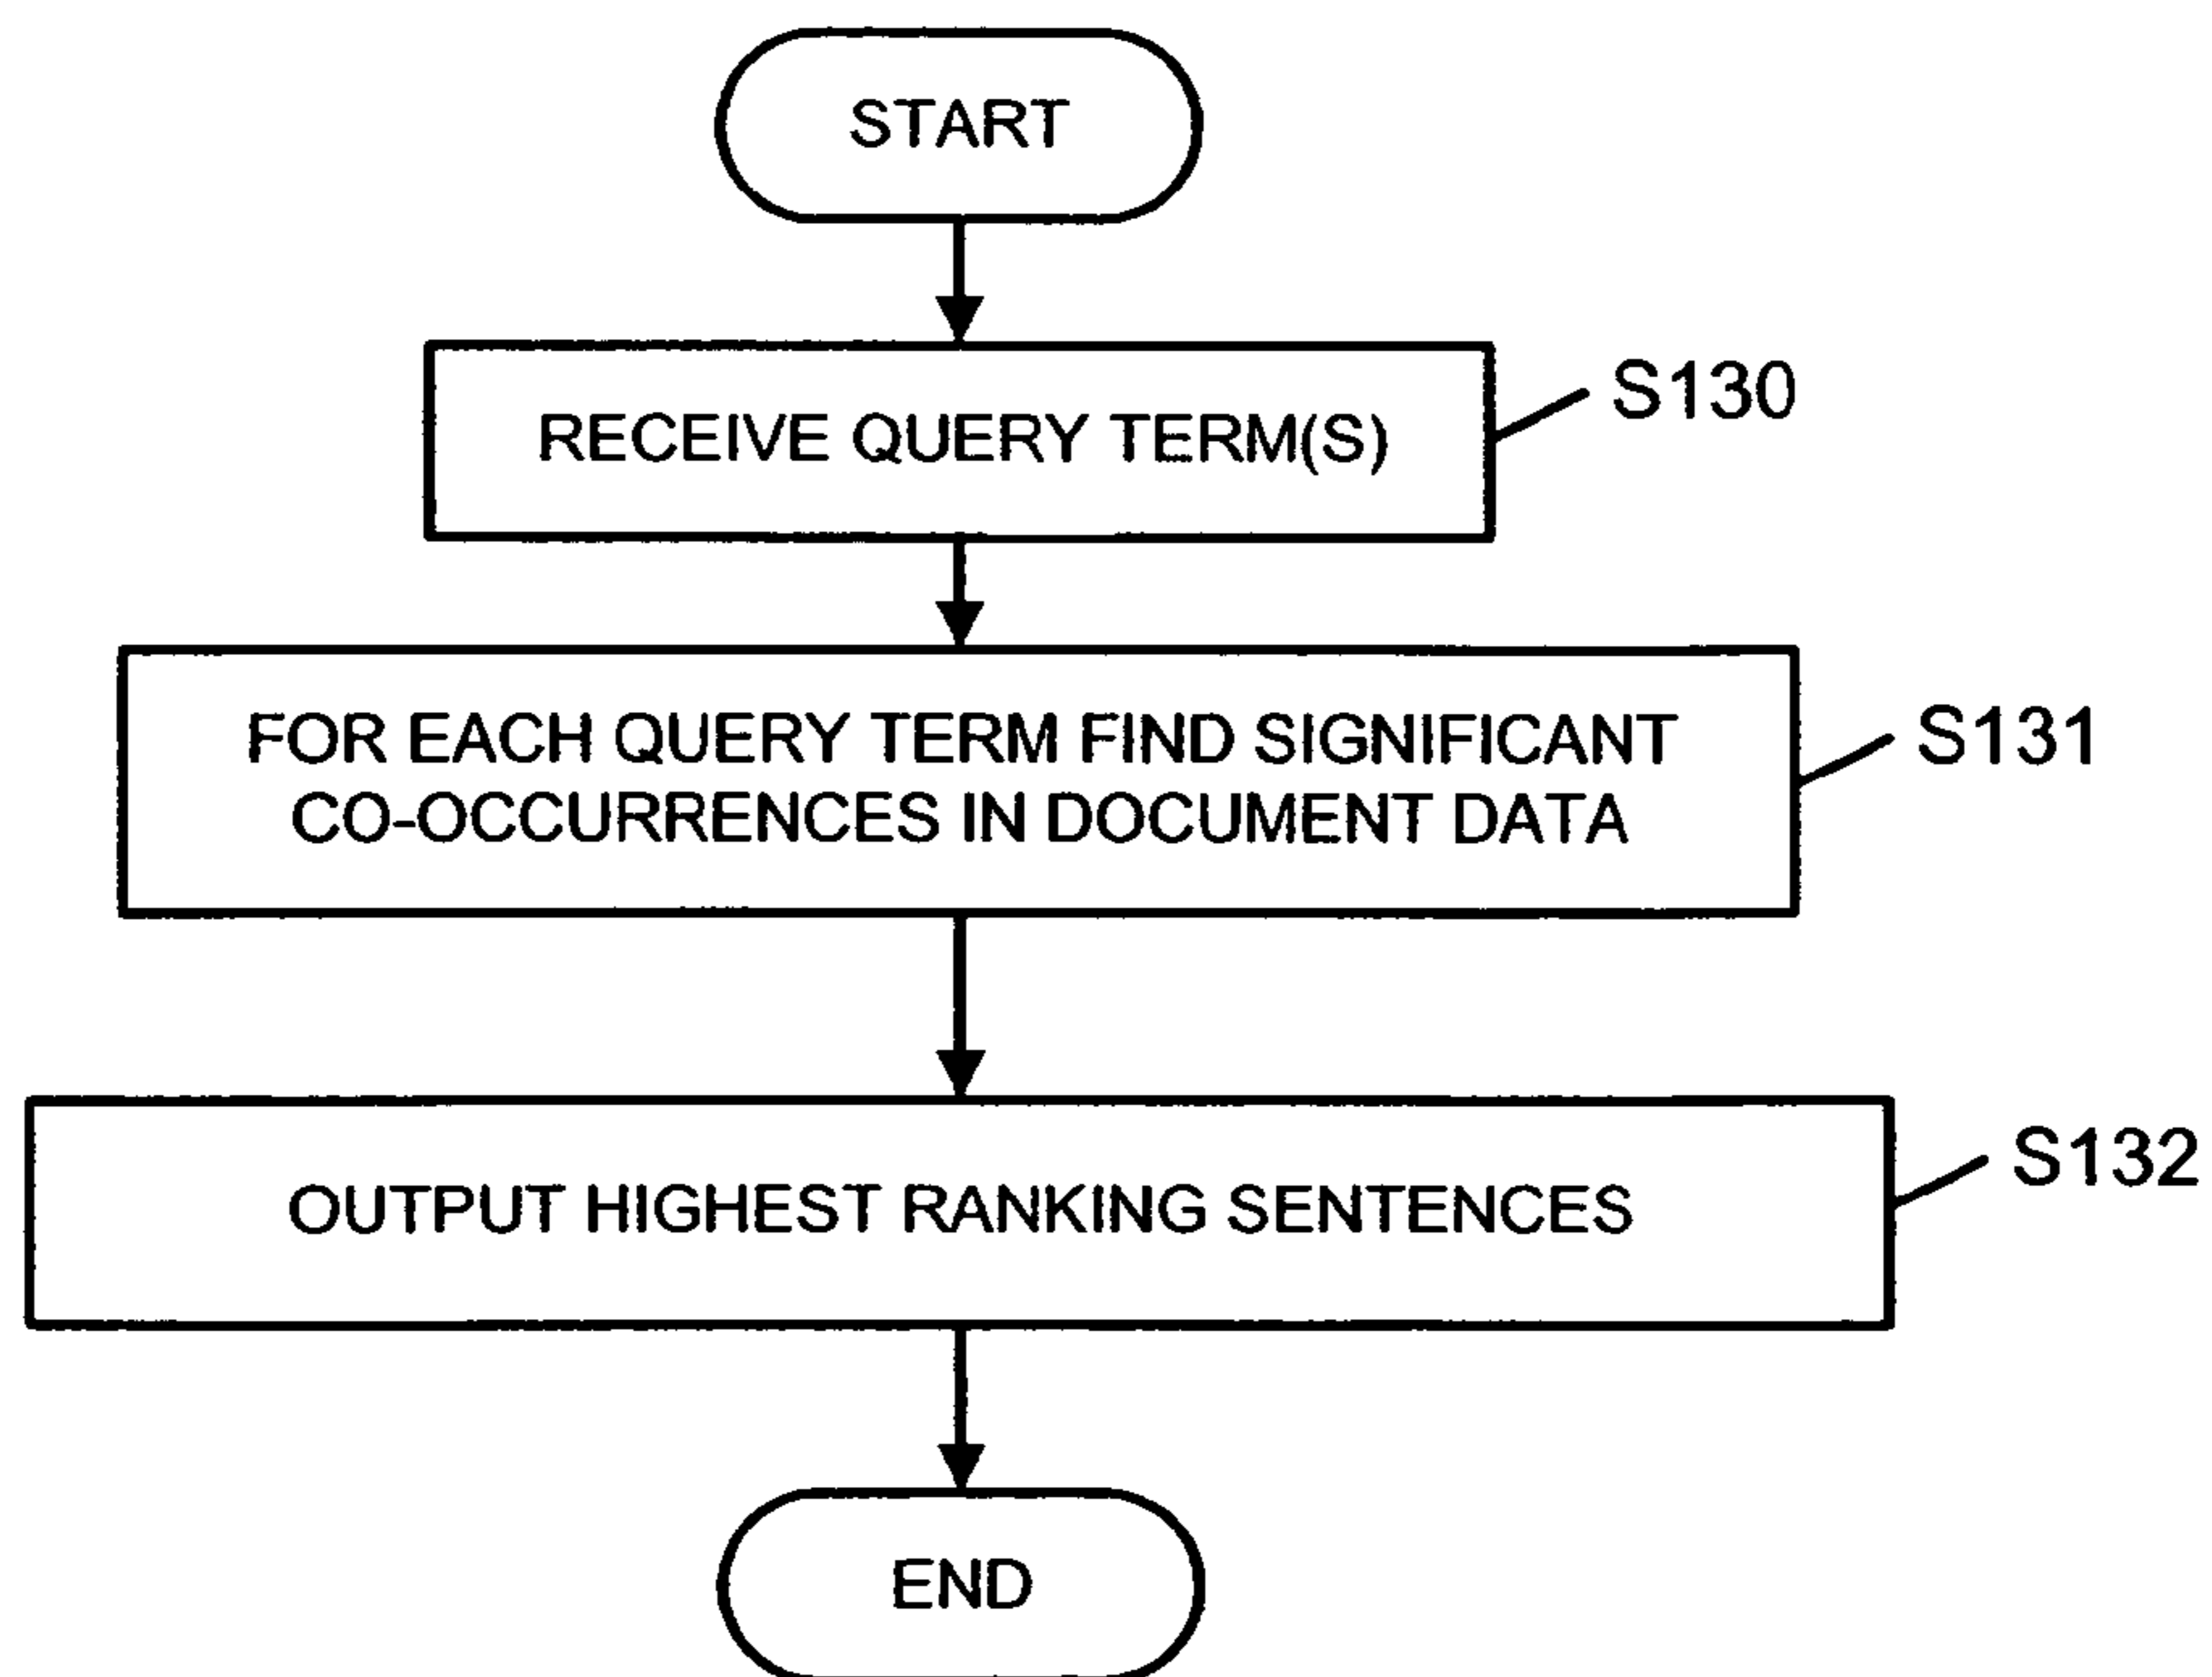 START
RECEIVE QUERY TERM(S)
S130
FOR EACH QUERY TERM FIND SIGNIFICANT
CO-OCCURRENCES IN DOCUMENT DATA
S131
OUTPUT HIGHEST RANKING SENTENCES
S132
END